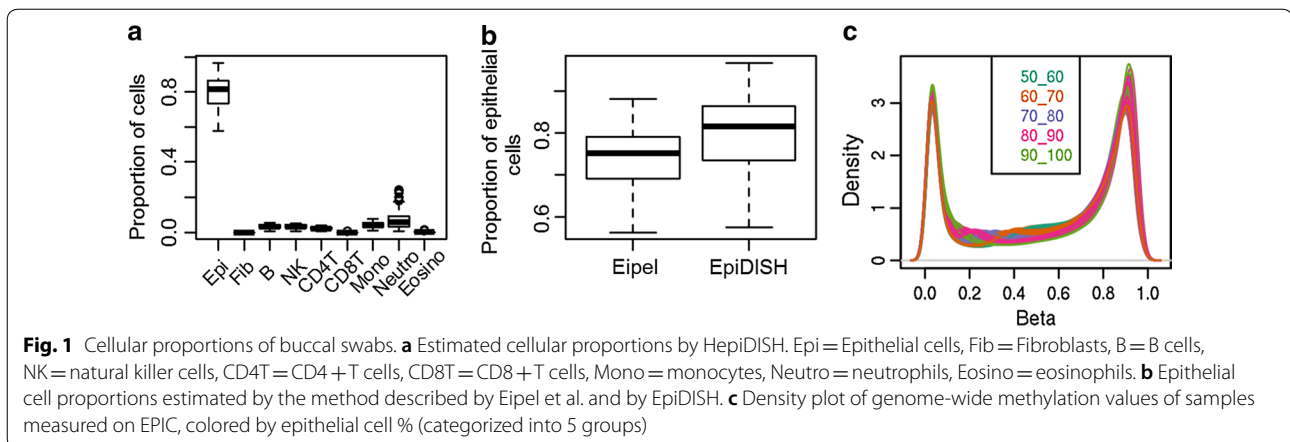 a
Proportion of cells
0.8
0.4
0.0
Epi
Fib
B
NK
CD4T
CD8T
Mono
Neutro
Eosino
b
Proportion of epithelial
cells
0.8
0.6
Eipel
EpiDISH
c
Density
3
2
1
0
50_60
60_70
70_80
80_90
90_100
0.0 0.2 0.4 0.6 0.8 1.0
Beta
Fig. 1 Cellular proportions of buccal swabs. a Estimated cellular proportions by HepiDISH. Epi = Epithelial cells, Fib = Fibroblasts, B = B cells,
NK = natural killer cells, CD4T = CD4 + T cells, CD8T = CD8 + T cells, Mono = monocytes, Neutro = neutrophils, Eosino = eosinophils. b Epithelial
cell proportions estimated by the method described by Eipel et al. and by EpiDISH. c Density plot of genome-wide methylation values of samples
measured on EPIC, colored by epithelial cell % (categorized into 5 groups)